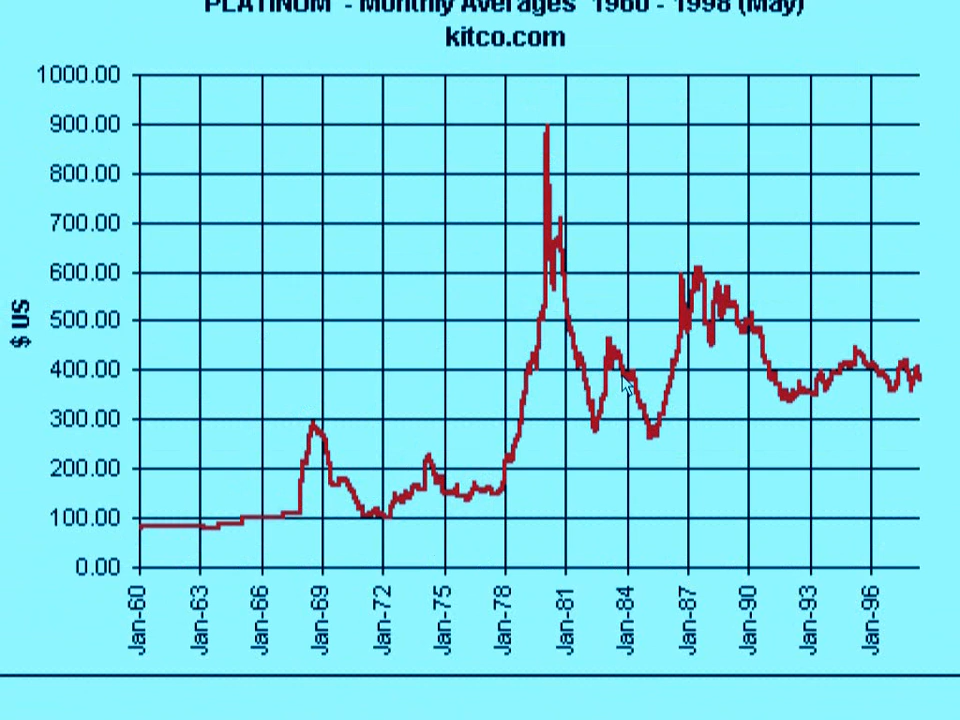 PLATINUM - Monthly Averages 1960 - 1998 (May)
kitco.com
1000.00
900.00
800.00
700.00
600.00
500.00
400.00
300.00
200.00
100.00
0.00
$ US
Jan-60
Jan-63
Jan-66
Jan-69
Jan-72
Jan-75
Jan-78
Jan-81
Jan-84
Jan-87
Jan-90
Jan-93
Jan-96